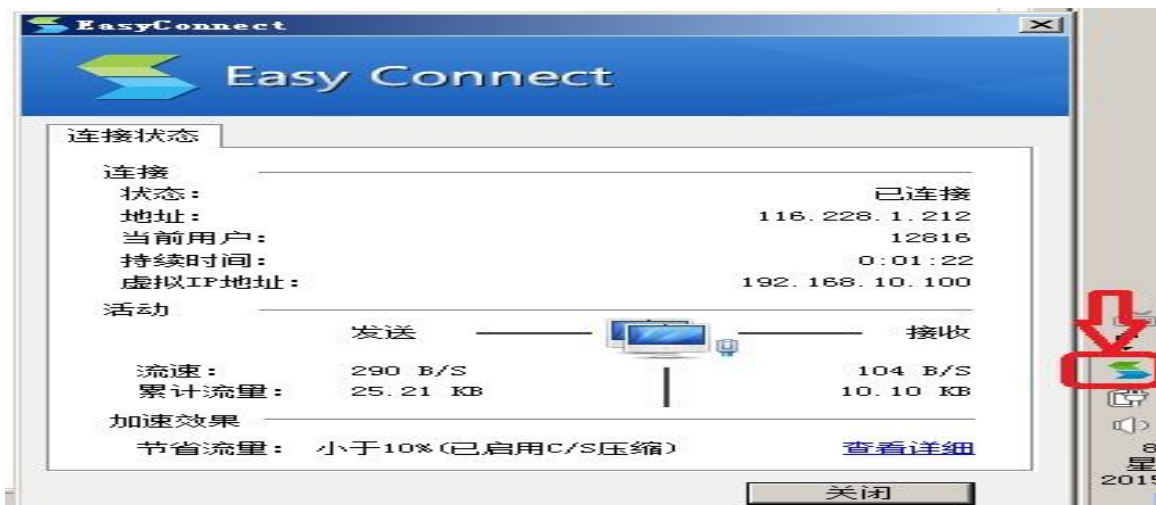 EasyConnect
Easy Connect
连接状态
连接
状态： 已连接
地址： 116.228.1.212
当前用户： 12816
持续时间： 0:01:22
虚拟IP地址： 192.168.10.100
活动
发送 接收
流速： 290 B/S 104 B/S
累计流量： 25.21 KB 10.10 KB
加速效果
节省流量： 小于10%(已启用C/S压缩) 查看详细
关闭
8
星
2015